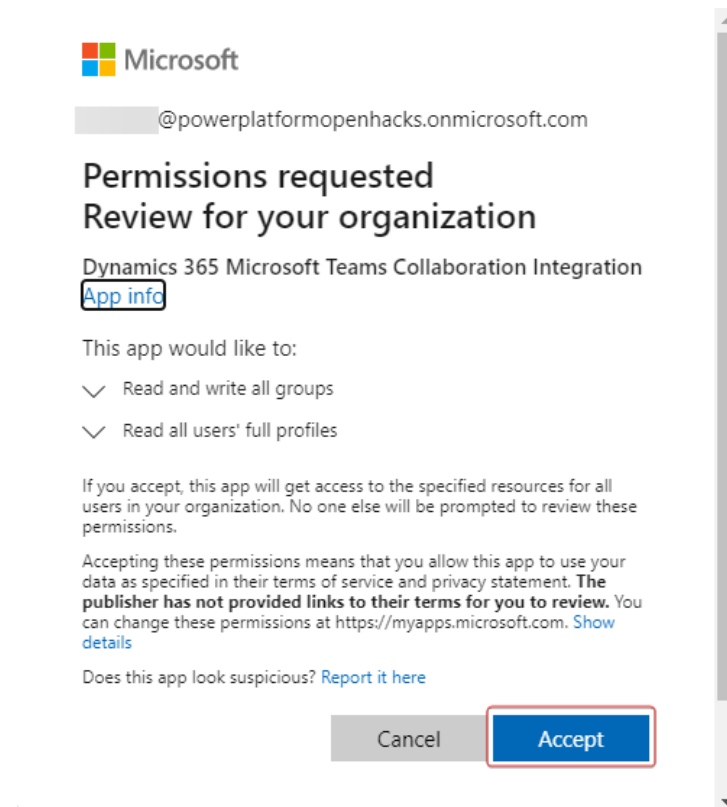 Microsoft
@powerplatformopenhacks.onmicrosoft.com
Permissions requested
Review for your organization
Dynamics 365 Microsoft Teams Collaboration Integration
App info
This app would like to:
Read and write all groups
Read all users' full profiles
If you accept, this app will get access to the specified resources for all
users in your organization. No one else will be prompted to review these
permissions.
Accepting these permissions means that you allow this app to use your
data as specified in their terms of service and privacy statement. The
publisher has not provided links to their terms for you to review. You
can change these permissions at https://myapps.microsoft.com. Show
details
Does this app look suspicious? Report it here
Cancel Accept